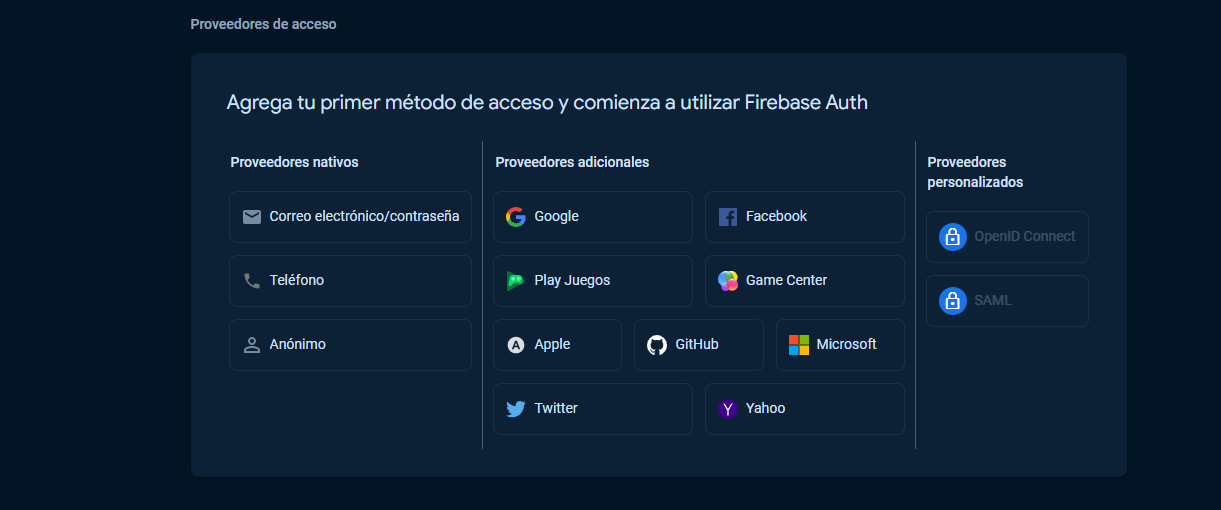 Proveedores de acceso
Agrega tu primer método de acceso y comienza a utilizar Firebase Auth
Proveedores nativos
Correo electrónico/contraseña
Teléfono
Anónimo
Proveedores adicionales
Google
Facebook
Play Juegos
Game Center
Apple
GitHub
Microsoft
Twitter
Yahoo
Proveedores
personalizados
OpenID Connect
SAML